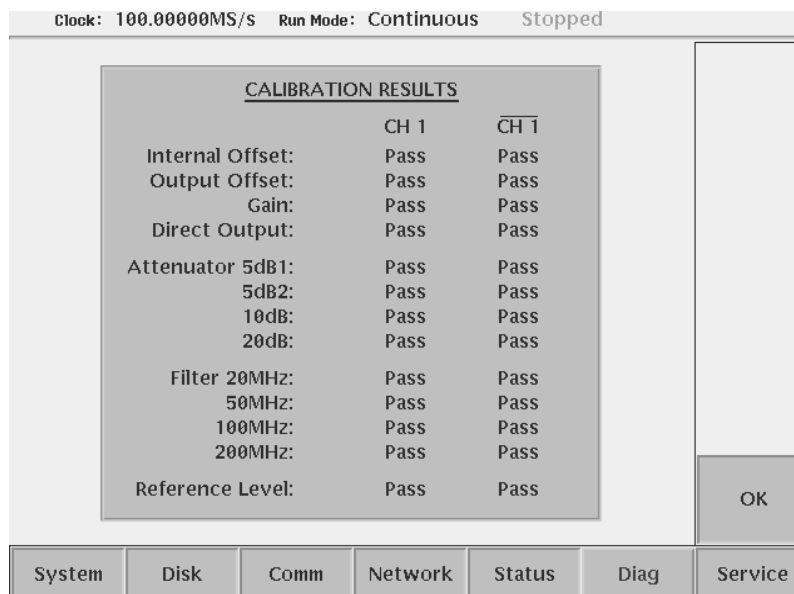 Clock: 100.00000MS/s Run Mode: Continuous Stopped
CALIBRATION RESULTS
CH 1 C̅H̅ ̅1̅
Internal Offset: Pass Pass
Output Offset: Pass Pass
Gain: Pass Pass
Direct Output: Pass Pass
Attenuator 5dB1: Pass Pass
5dB2: Pass Pass
10dB: Pass Pass
20dB: Pass Pass
Filter 20MHz: Pass Pass
50MHz: Pass Pass
100MHz: Pass Pass
200MHz: Pass Pass
Reference Level: Pass Pass
OK
System Disk Comm Network Status Diag Service